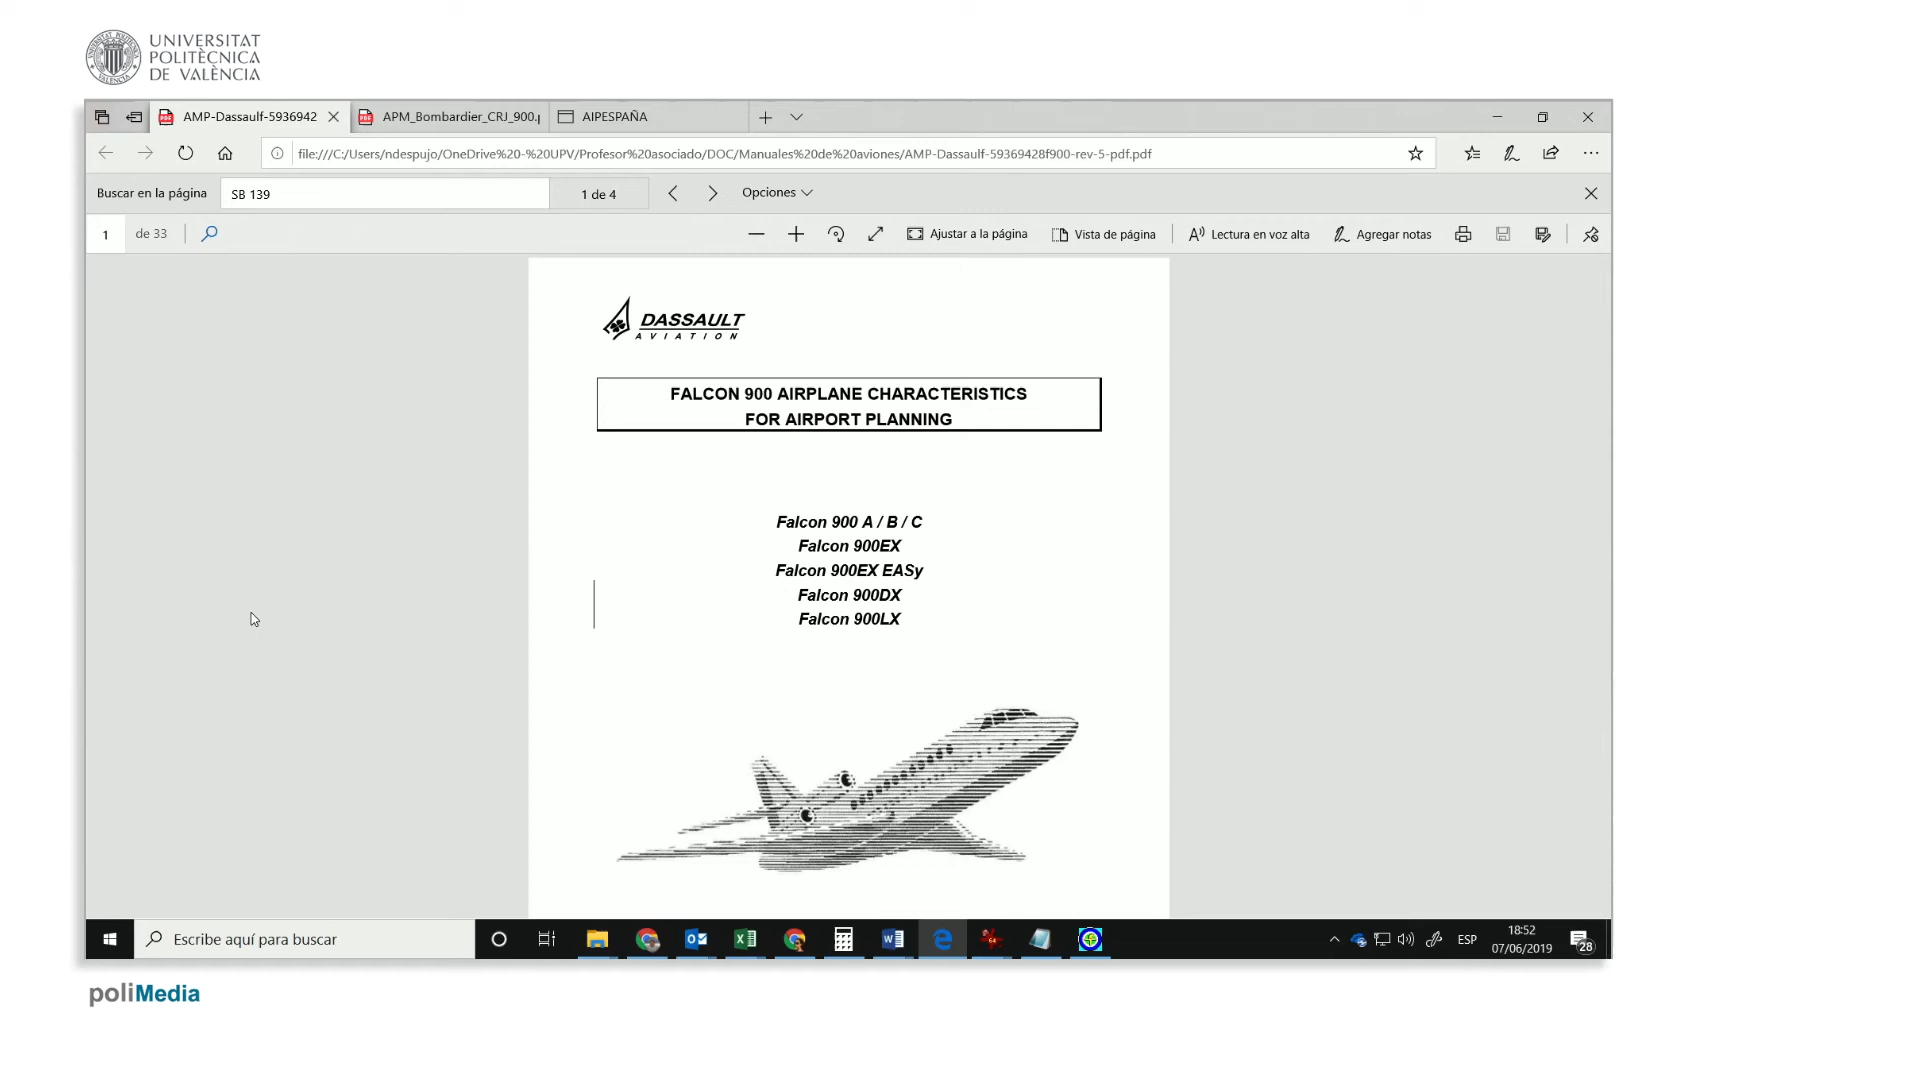 UNIVERSITAT
POLITÈCNICA
DE VALÈNCIA
AMP-Dassaulf-5936942
APM_Bombardier_CRJ_900.p
AIPESPAÑA
file:///C:/Users/ndespujo/OneDrive%20-%20UPV/Profesor%20asociado/DOC/Manuales%20de%20aviones/AMP-Dassault-59369428f900-rev-5-pdf.pdf
Buscar en la página
SB 139
1 de 4
Opciones
1
de 33
Ajustar a la página
Vista de página
Lectura en voz alta
Agregar notas
DASSAULT
AVIATION
FALCON 900 AIRPLANE CHARACTERISTICS
FOR AIRPORT PLANNING
Falcon 900 A / B / C
Falcon 900EX
Falcon 900EX EASy
Falcon 900DX
Falcon 900LX
Escribe aquí para buscar
ESP
18:52
07/06/2019
28
poliMedia